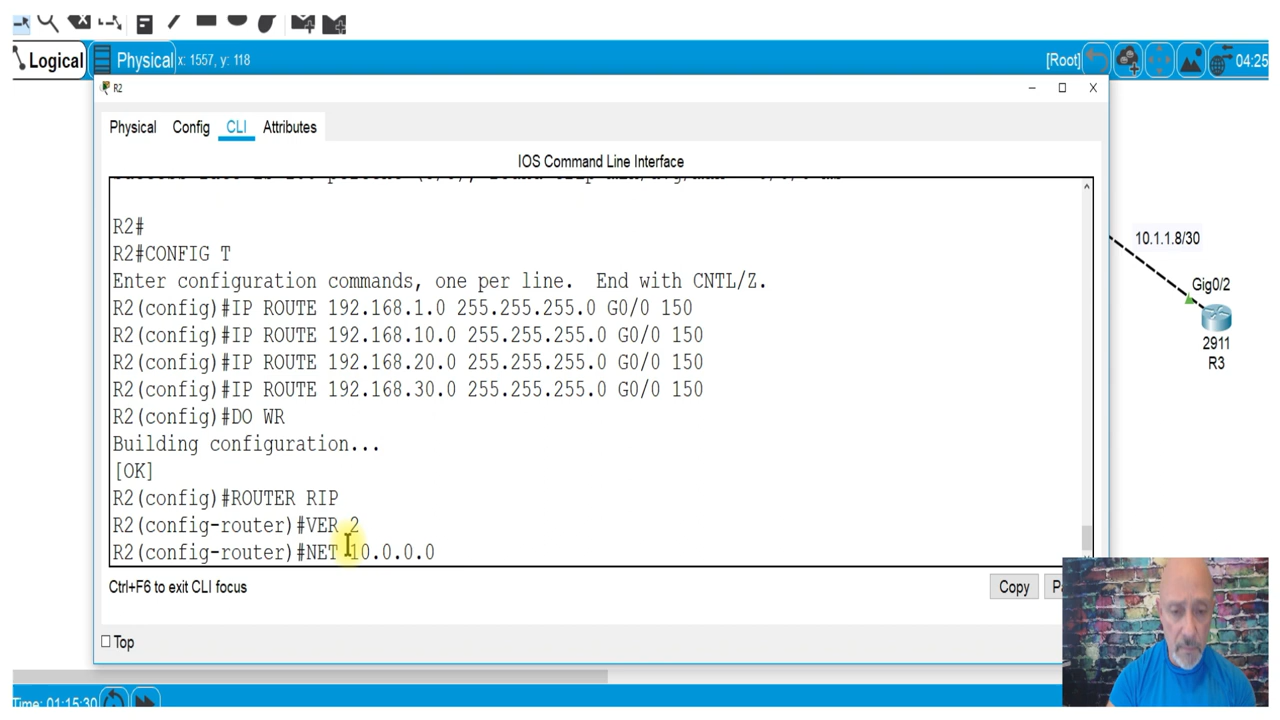 Logical
Physical x: 1557, y: 118
[Root]
04:25
R2
Physical Config CLI Attributes
IOS Command Line Interface
R2#
R2#CONFIG T
Enter configuration commands, one per line.  End with CNTL/Z.
R2(config)#IP ROUTE 192.168.1.0 255.255.255.0 G0/0 150
R2(config)#IP ROUTE 192.168.10.0 255.255.255.0 G0/0 150
R2(config)#IP ROUTE 192.168.20.0 255.255.255.0 G0/0 150
R2(config)#IP ROUTE 192.168.30.0 255.255.255.0 G0/0 150
R2(config)#DO WR
Building configuration...
[OK]
R2(config)#ROUTER RIP
R2(config-router)#VER 2
R2(config-router)#NET 10.0.0.0
10.1.1.8/30
Gig0/2
2911
R3
Ctrl+F6 to exit CLI focus
Copy
Top
Time: 01:15:30